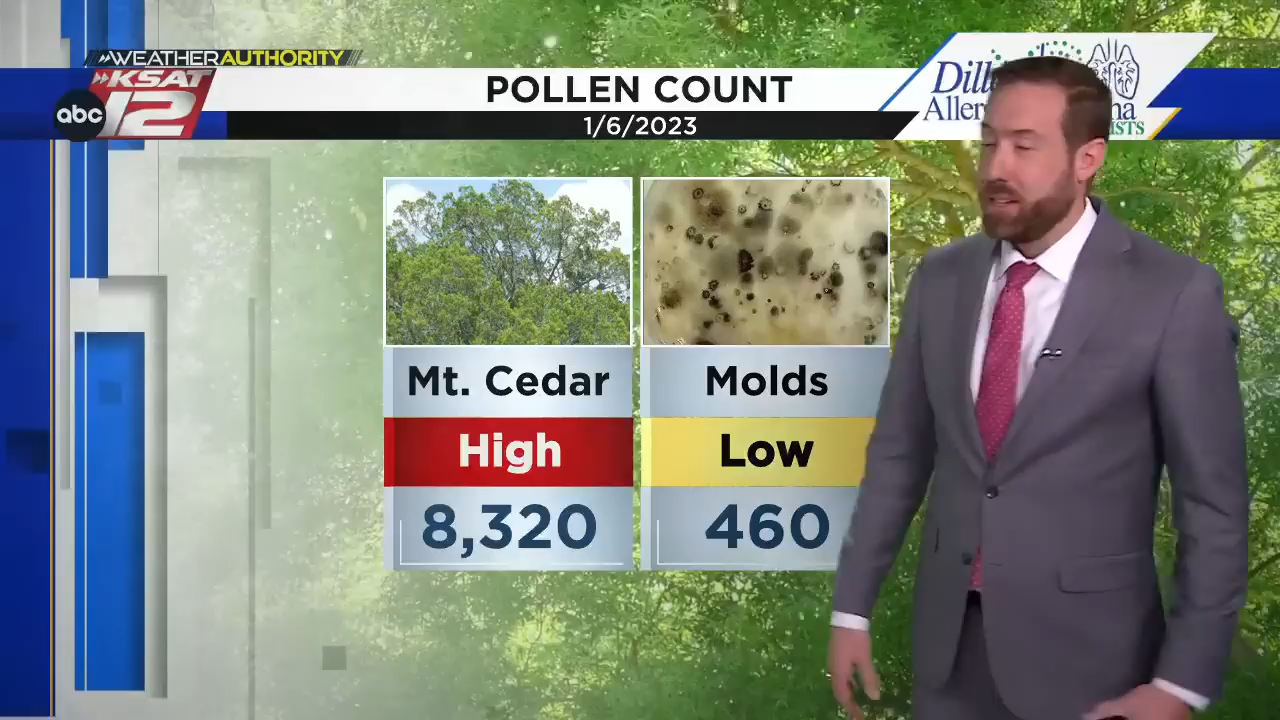 WEATHER AUTHORITY
KSAT
abc 12
POLLEN COUNT
1/6/2023
Mt. Cedar
High
8,320
Molds
Low
460